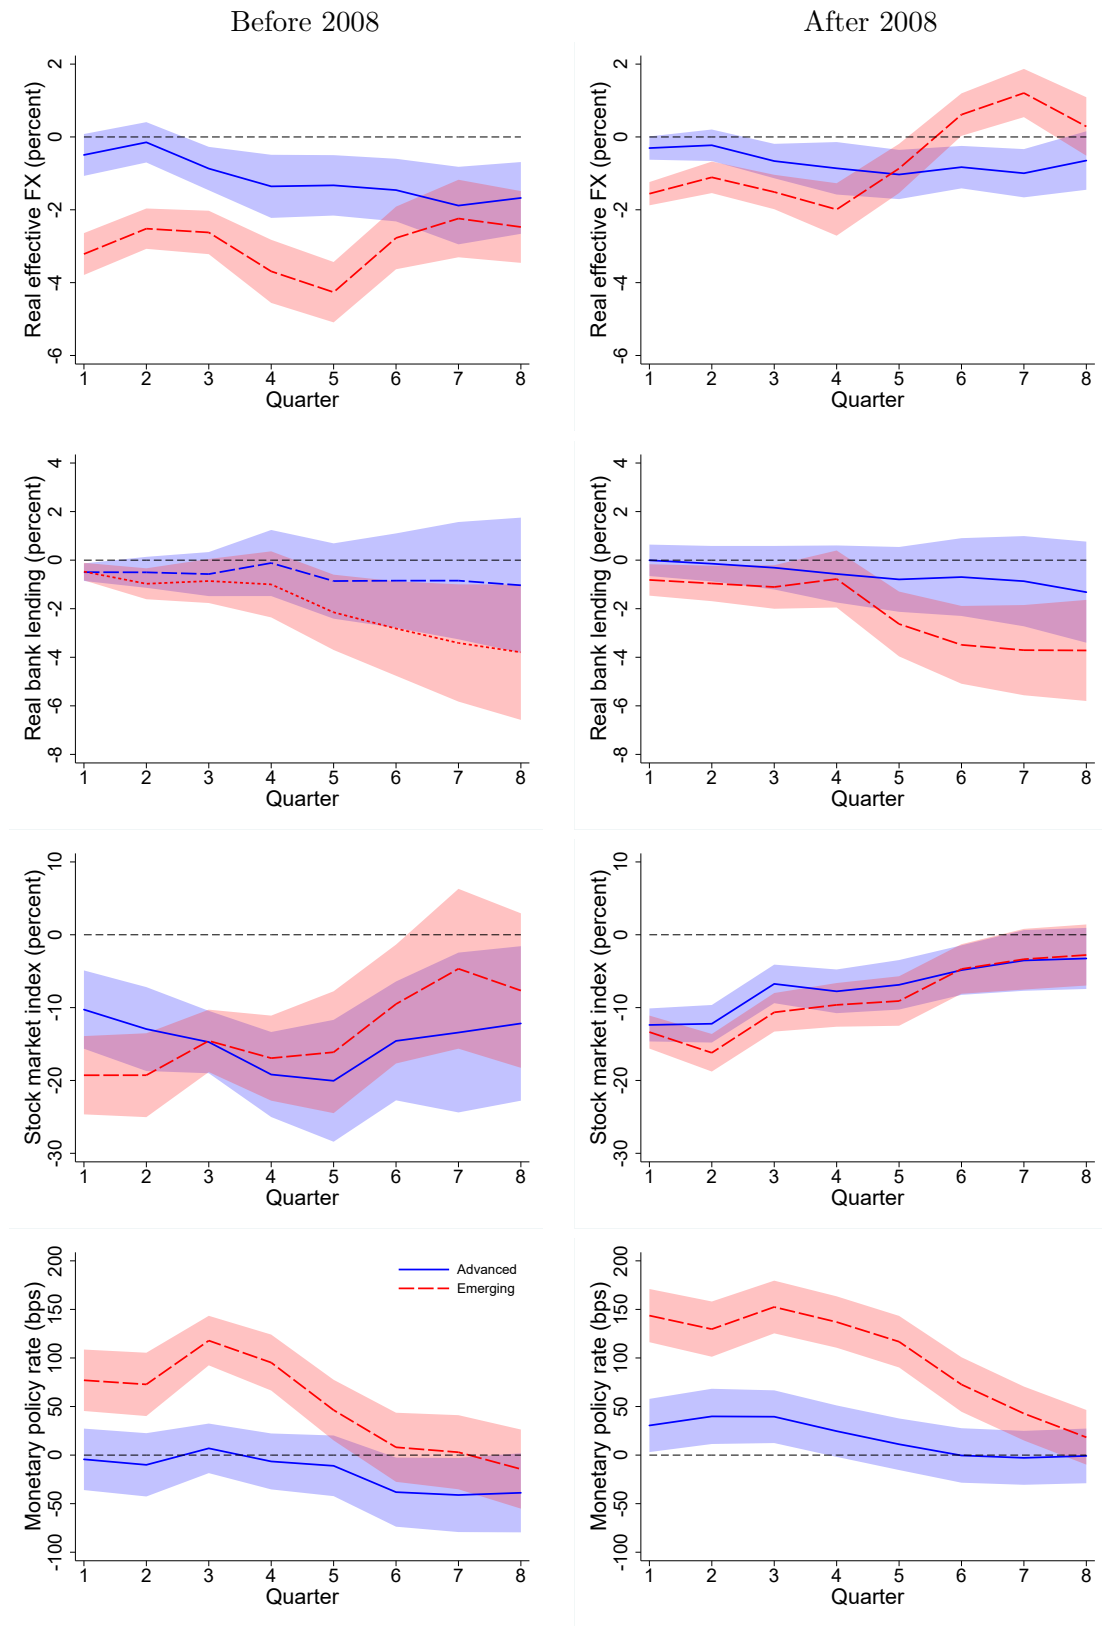 Before 2008
After 2008
Real effective FX (percent)
2
0
-2
-4
-6
1 2 3 4 5 6 7 8
Quarter
Real effective FX (percent)
2
0
-2
-4
-6
1 2 3 4 5 6 7 8
Quarter
Real bank lending (percent)
4
2
0
-2
-4
-6
-8
1 2 3 4 5 6 7 8
Quarter
Real bank lending (percent)
4
2
0
-2
-4
-6
-8
1 2 3 4 5 6 7 8
Quarter
Stock market index (percent)
10
0
-10
-20
-30
1 2 3 4 5 6 7 8
Quarter
Stock market index (percent)
10
0
-10
-20
-30
1 2 3 4 5 6 7 8
Quarter
Monetary policy rate (bps)
200
150
100
50
0
-50
-100
Advanced
Emerging
1 2 3 4 5 6 7 8
Quarter
Monetary policy rate (bps)
200
150
100
50
0
-50
-100
1 2 3 4 5 6 7 8
Quarter